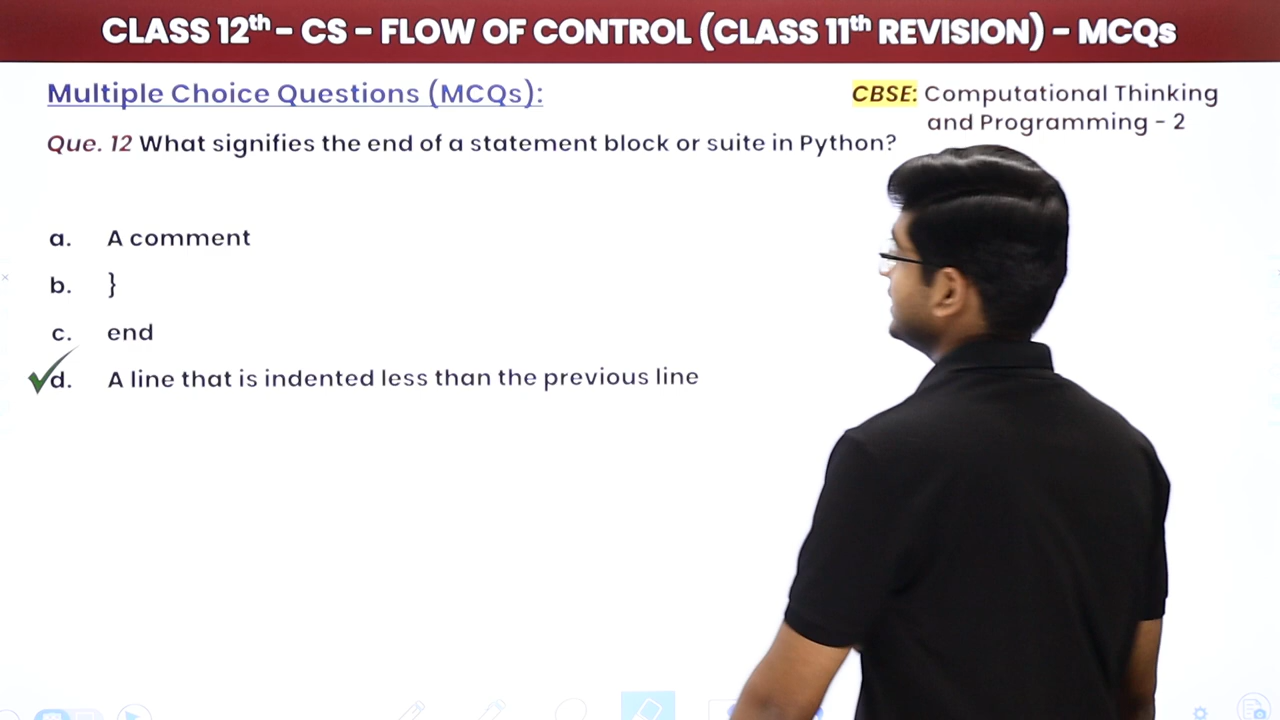 CLASS 12th – CS – FLOW OF CONTROL (CLASS 11th REVISION) – MCQs
Multiple Choice Questions (MCQs):
CBSE: Computational Thinking
and Programming - 2
Que. 12 What signifies the end of a statement block or suite in Python?
a. A comment
b. }
c. end
d. A line that is indented less than the previous line